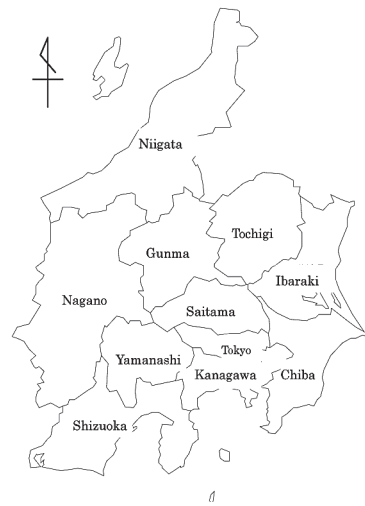 Niigata
Tochigi
Gunma
Ibaraki
Nagano
Saitama
Tokyo
Yamanashi
Kanagawa
Chiba
Shizuoka